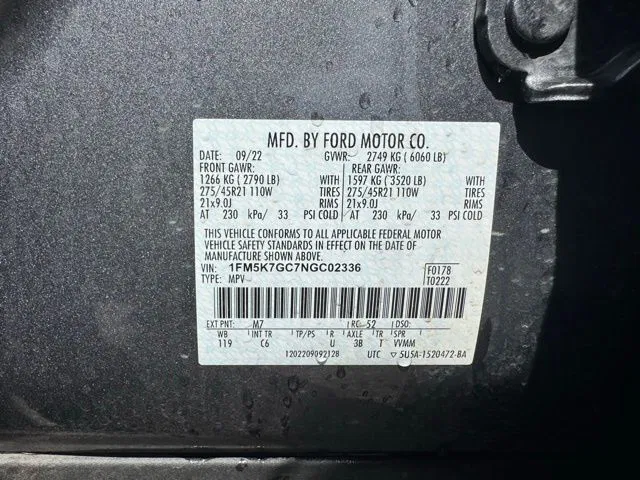 MFD. BY FORD MOTOR CO.
DATE: 09/22 GVWR: 2749 KG ( 6060 LB)
FRONT GAWR: REAR GAWR:
1266 KG ( 2790 LB) WITH 1597 KG ( 3520 LB) WITH
275/45R21 110W TIRES 275/45R21 110W TIRES
21x9.0J RIMS 21x9.0J RIMS
AT 230 kPa/ 33 PSI COLD AT 230 kPa/ 33 PSI COLD
THIS VEHICLE CONFORMS TO ALL APPLICABLE FEDERAL MOTOR
VEHICLE SAFETY STANDARDS IN EFFECT ON THE DATE OF
MANUFACTURE SHOWN ABOVE.
VIN: 1FM5K7GC7NGC02336 F0178
TYPE: MPV T0222
EXT PNT: M7 RC: 52 DSO:
WB INT TR TP/PS R AXLE TR SPR
119 C6 U 3B T VVMM
1202209092128 UTC ▽ 5U5A-1520472-BA